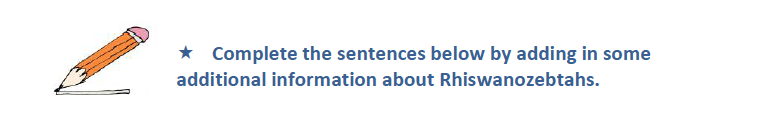 ★ Complete the sentences below by adding in some
additional information about Rhiswanozebtahs.